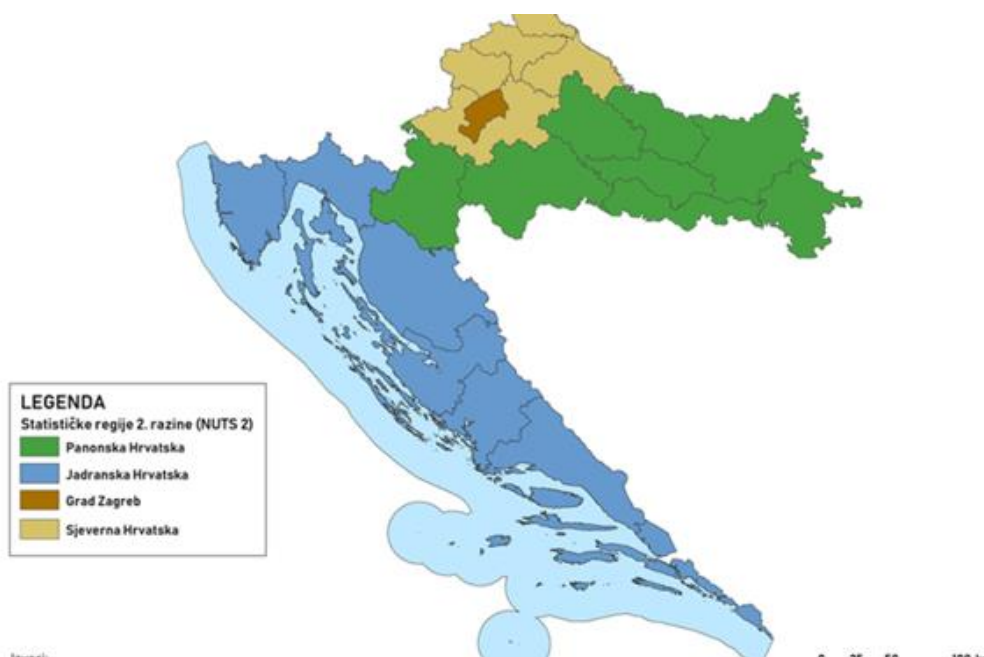 LEGENDA
Statističke regije 2. razine (NUTS 2)
Panonska Hrvatska
Jadranska Hrvatska
Grad Zagreb
Sjeverna Hrvatska